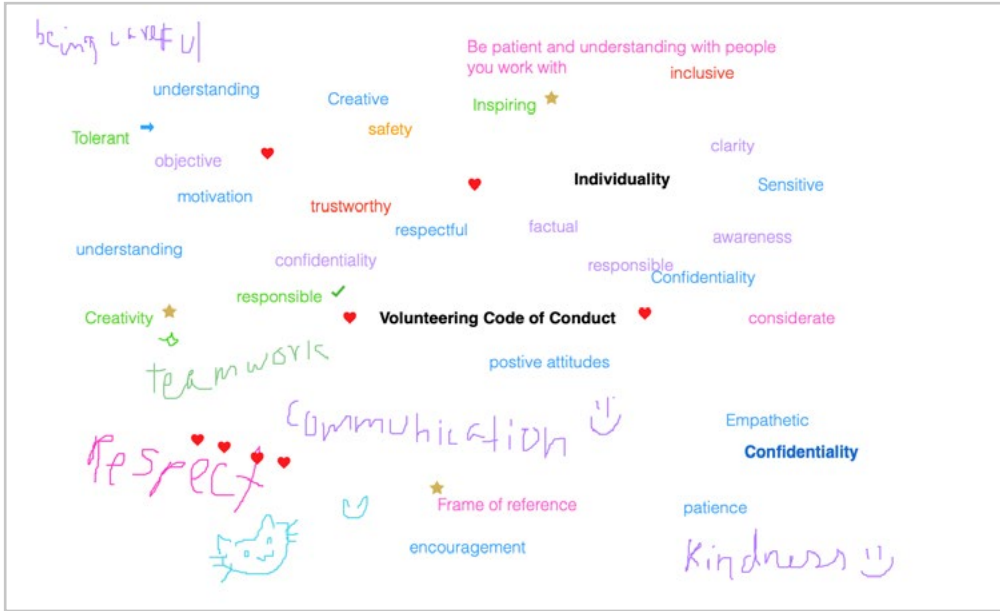 being careful
Be patient and understanding with people
you work with
inclusive
understanding
Creative
Inspiring
safety
Tolerant
clarity
objective
Individuality
Sensitive
motivation
trustworthy
respectful
factual
awareness
understanding
confidentiality
responsible
Confidentiality
responsible
Creativity
Volunteering Code of Conduct
considerate
teamwork
postive attitudes
Communication
Empathetic
Respect
Confidentiality
Frame of reference
patience
encouragement
Kindness